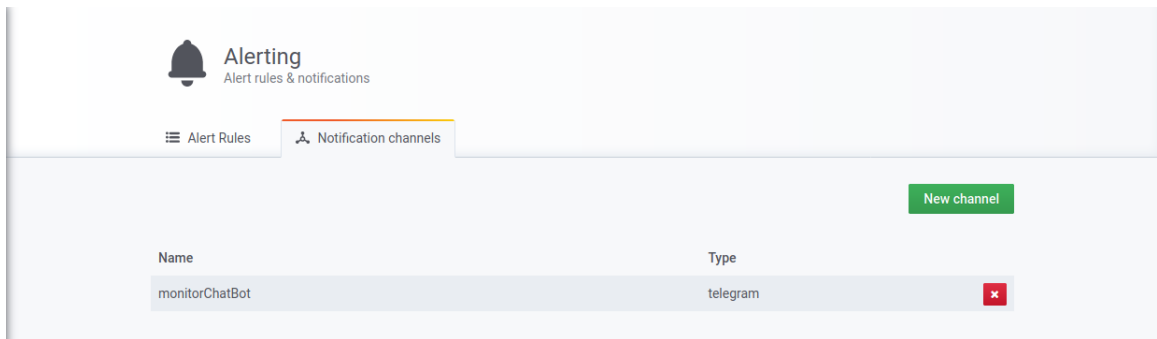 Alerting
Alert rules & notifications
Alert Rules
Notification channels
New channel
Name Type
monitorChatBot telegram